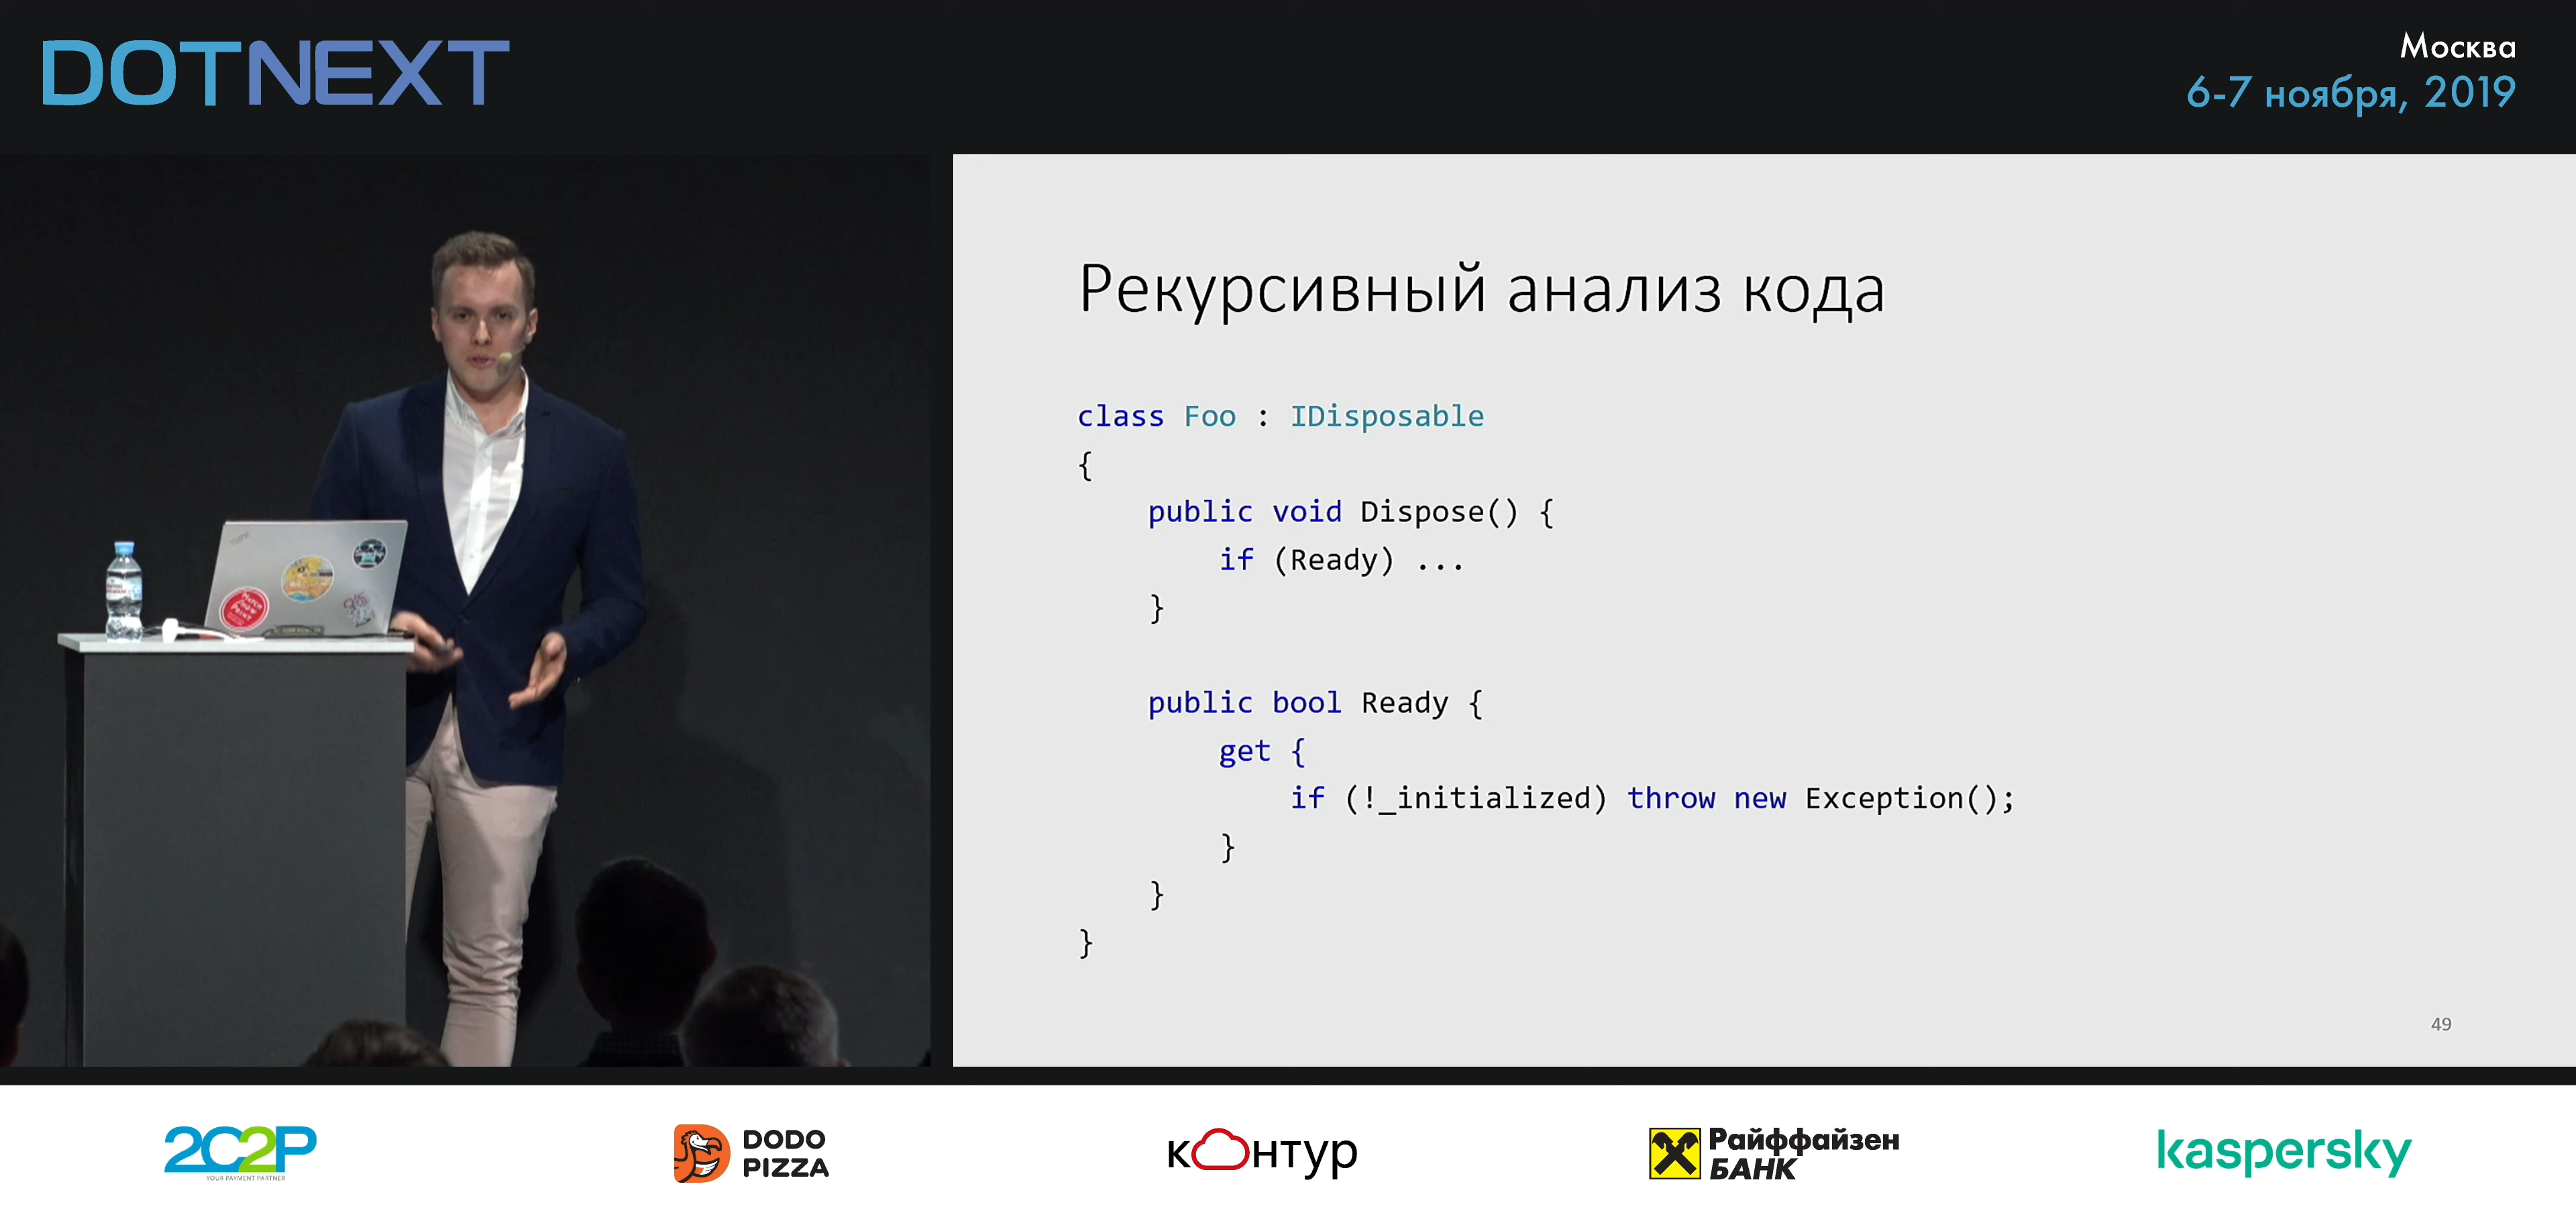 DOTNEXT
Москва
6-7 ноября, 2019
Рекурсивный анализ кода
class Foo : IDisposable
{
public void Dispose() {
if (Ready) ...
}
public bool Ready {
get {
if (!_initialized) throw new Exception();
}
}
}
49
2C2P
YOUR PAYMENT PARTNER
DODO
PIZZA
контур
Райффайзен
БАНК
kaspersky